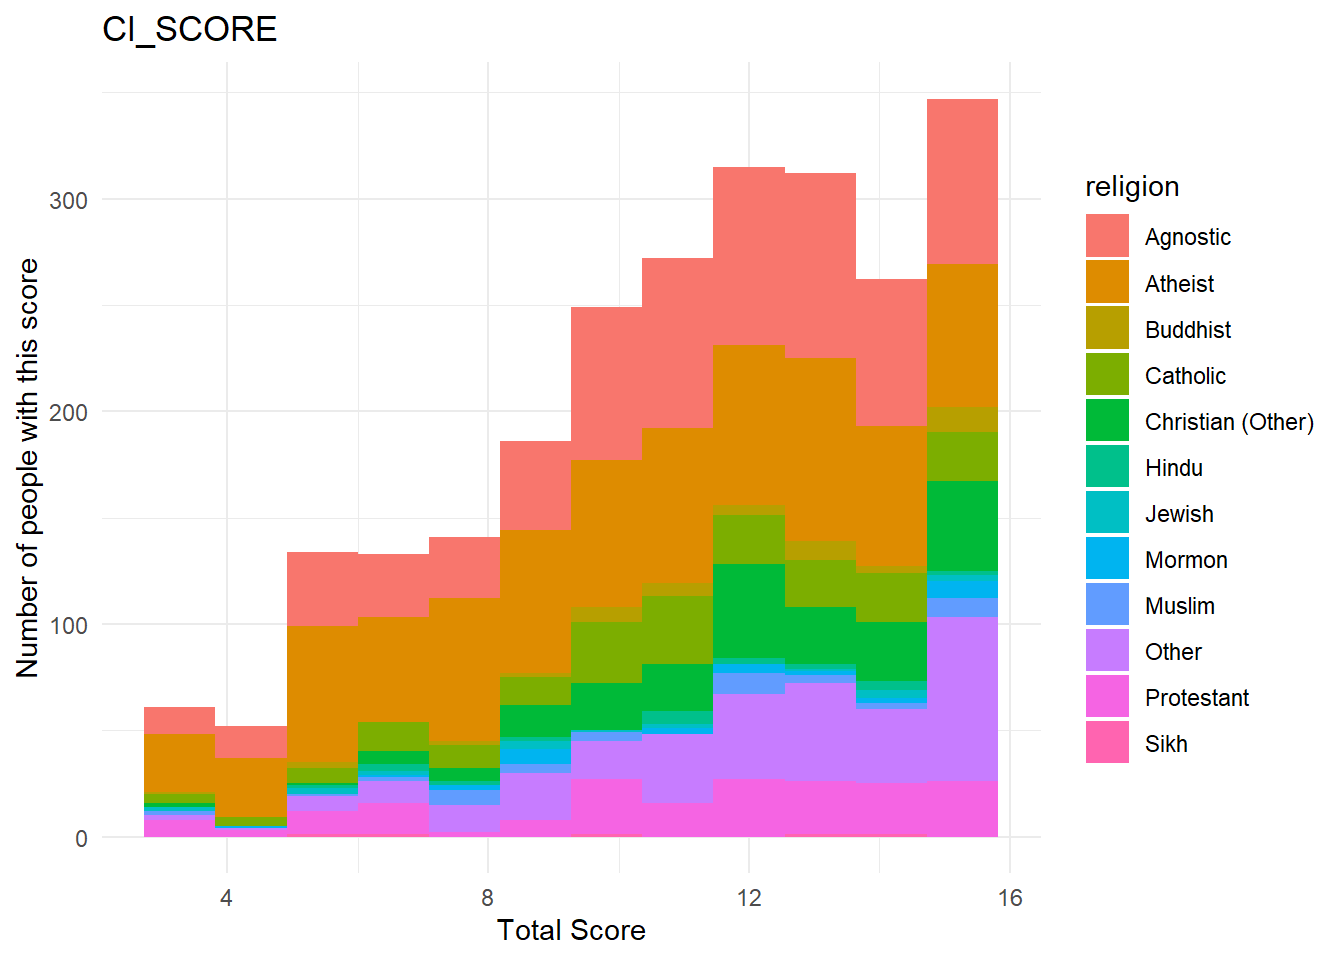 CI_SCORE
Number of people with this score
300
200
100
0
4
8
12
16
Total Score
religion
Agnostic
Atheist
Buddhist
Catholic
Christian (Other)
Hindu
Jewish
Mormon
Muslim
Other
Protestant
Sikh